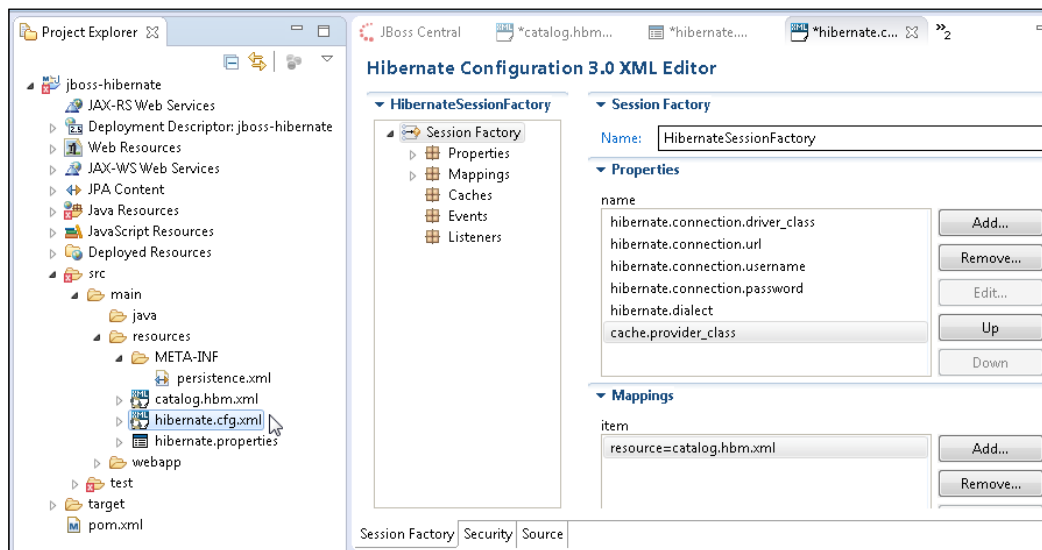 Project Explorer
jboss-hibernate
JAX-RS Web Services
Deployment Descriptor: jboss-hibernate
Web Resources
JAX-WS Web Services
JPA Content
Java Resources
JavaScript Resources
Deployed Resources
src
main
java
resources
META-INF
persistence.xml
catalog.hbm.xml
hibernate.cfg.xml
hibernate.properties
webapp
test
target
pom.xml
JBoss Central
*catalog.hbm...
*hibernate....
*hibernate.c...
»2
Hibernate Configuration 3.0 XML Editor
HibernateSessionFactory
Session Factory
Properties
Mappings
Caches
Events
Listeners
Session Factory
Name: HibernateSessionFactory
Properties
name
hibernate.connection.driver_class
hibernate.connection.url
hibernate.connection.username
hibernate.connection.password
hibernate.dialect
cache.provider_class
Add...
Remove...
Edit...
Up
Down
Mappings
item
resource=catalog.hbm.xml
Add...
Remove...
Session Factory Security Source